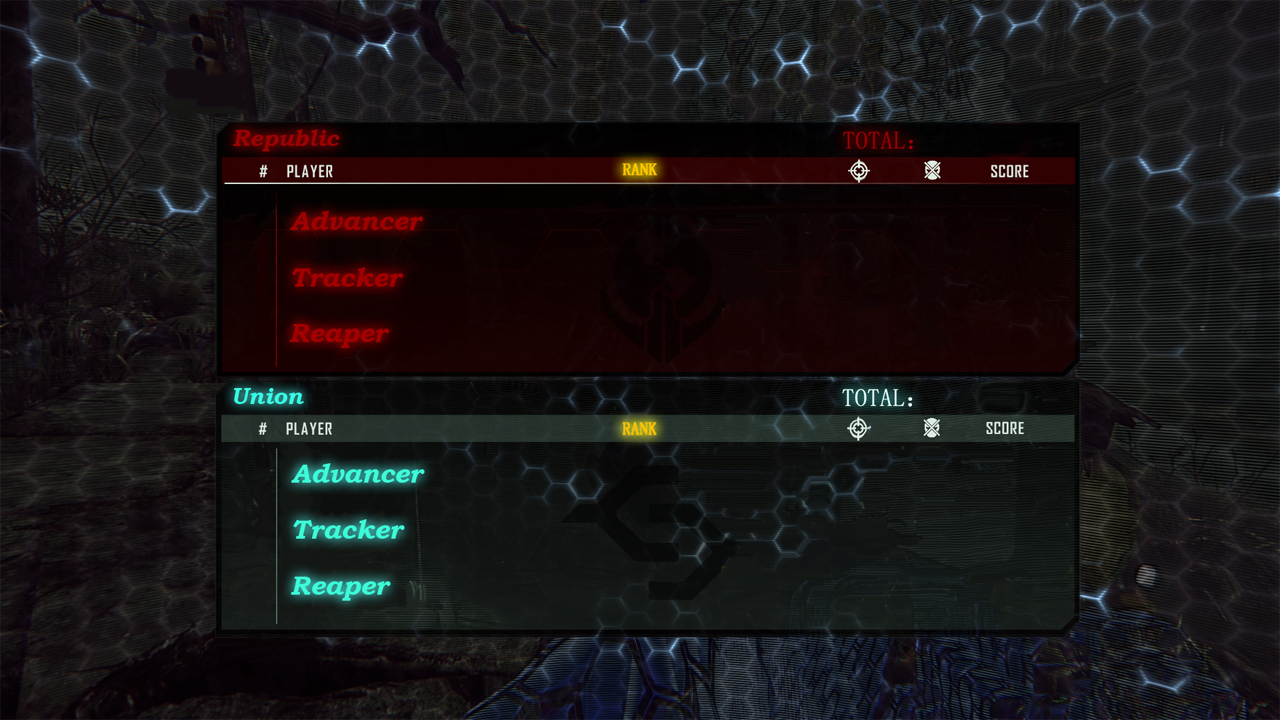 Republic TOTAL:
# PLAYER RANK SCORE
Advancer
Tracker
Reaper
Union TOTAL:
# PLAYER RANK SCORE
Advancer
Tracker
Reaper